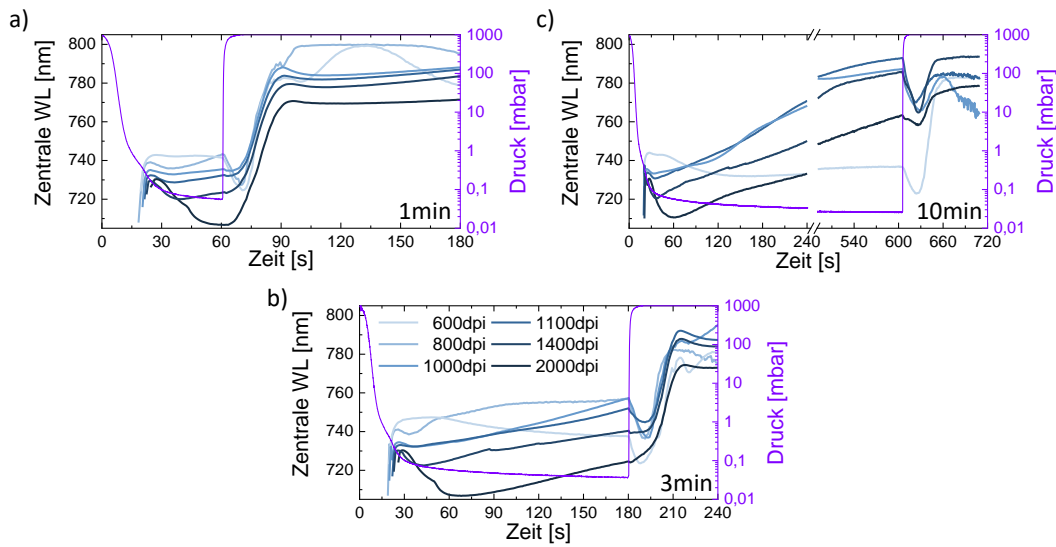 a)
Zentrale WL [nm]
800
780
760
740
720
0 30 60 90 120 150 180
Zeit [s]
1min
1000
100
10
1
0,1
0,01
Druck [mbar]
c)
Zentrale WL [nm]
800
780
760
740
720
0 60 120 180 240 540 600 660 720
Zeit [s]
10min
1000
100
10
1
0,1
0,01
Druck [mbar]
b)
Zentrale WL [nm]
800
780
760
740
720
600dpi 1100dpi
800dpi 1400dpi
1000dpi 2000dpi
0 30 60 90 120 150 180 210 240
Zeit [s]
3min
1000
100
10
1
0,1
0,01
Druck [mbar]